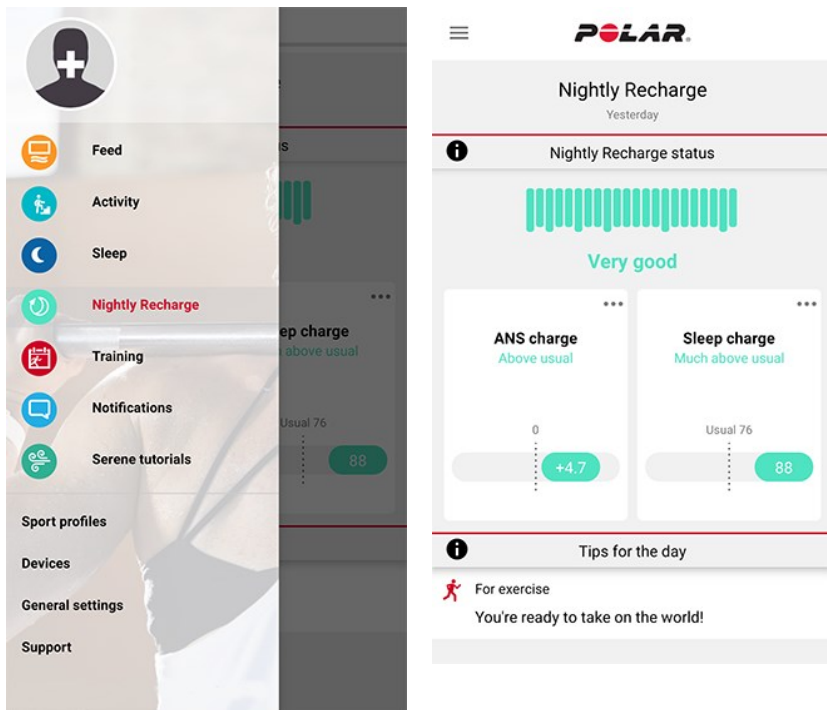 Feed
Activity
Sleep
Nightly Recharge
Training
Notifications
Serene tutorials
Sport profiles
Devices
General settings
Support
ep charge
above usual
Usual 76
88
POLAR.
Nightly Recharge
Yesterday
Nightly Recharge status
Very good
ANS charge
Above usual
0
+4.7
Sleep charge
Much above usual
Usual 76
88
Tips for the day
For exercise
You're ready to take on the world!